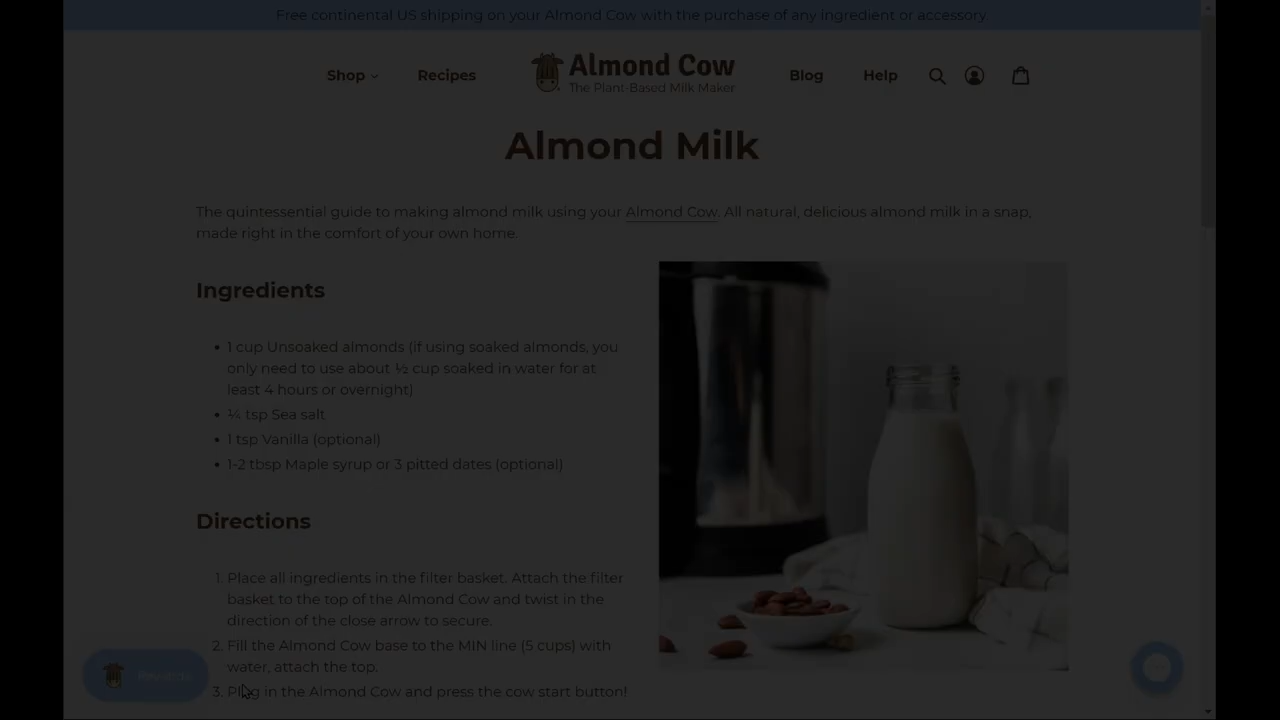 Free continental US shipping on your Almond Cow with the purchase of any ingredient or accessory.
Shop
Recipes
Almond Cow
The Plant-Based Milk Maker
Blog
Help
Almond Milk
The quintessential guide to making almond milk using your Almond Cow. All natural, delicious almond milk in a snap,
made right in the comfort of your own home.
Ingredients
• 1 cup Unsoaked almonds (if using soaked almonds, you
only need to use about ½ cup soaked in water for at
least 4 hours or overnight)
• ¼ tsp Sea salt
• 1 tsp Vanilla (optional)
• 1-2 tbsp Maple syrup or 3 pitted dates (optional)
Directions
1. Place all ingredients in the filter basket. Attach the filter
basket to the top of the Almond Cow and twist in the
direction of the close arrow to secure.
2. Fill the Almond Cow base to the MIN line (5 cups) with
water, attach the top.
3. Plug in the Almond Cow and press the cow start button!
Rewards